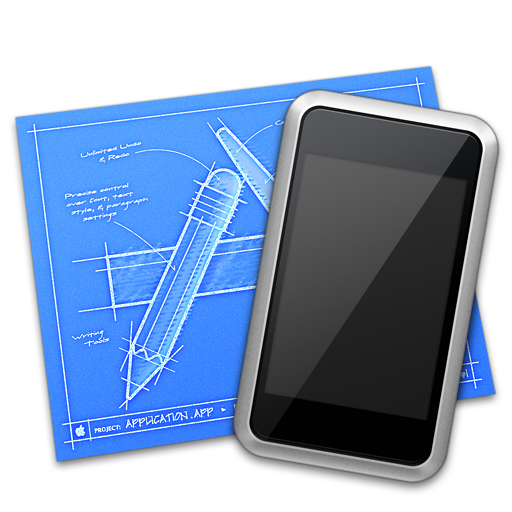 Unlimited Undo
& Redo
Precise control
over font, text
style, & paragraph
settings
Writing
Tools
PROJECT: APPLICATION.APP